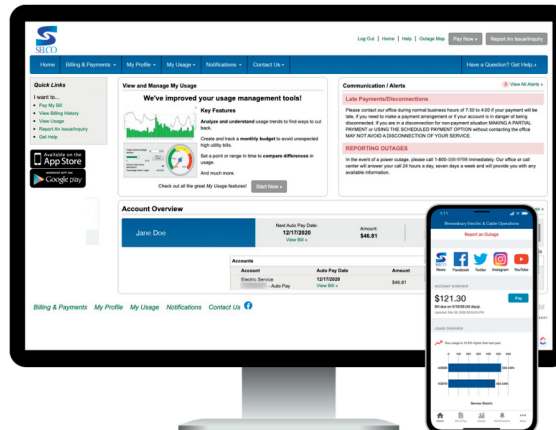 SELCO
Log Out | Home | Help | Outage Map
Pay Now »
Report An Issue/Inquiry
Home
Billing & Payments
My Profile
My Usage
Notifications
Contact Us
Have a Question? Get Help.
Quick Links
I want to...
Pay My Bill
View Billing History
View Usage
Report An Issue/Inquiry
Get Help
Available on the
App Store
Google play
View and Manage My Usage
We've improved your usage management tools!
Key Features
Analyze and understand usage trends to find ways to cut
back.
Create and track a monthly budget to avoid unexpected
high utility bills.
Set a point or range in time to compare differences in
usage.
And much more.
Check out all the great My Usage features!
Start Now »
Communication / Alerts
View All Alerts »
Late Payments/Disconnections
Please contact our office during normal business hours of 7:30 to 4:00 if your payment will be
late, if you need to make a payment arrangement or if your account is in danger of being
disconnected. If you are in a disconnection for non-payment situation MAKING A PARTIAL
PAYMENT or USING THE SCHEDULED PAYMENT OPTION without contacting the office
MAY NOT AVOID A DISCONNECTION OF YOUR SERVICE.
REPORTING OUTAGES
In the event of a power outage, please call 1-800- immediately. Our office or call
center will answer your call 24 hours a day, seven days a week and will provide you with any
available information.
Account Overview
Jane Doe
Next Auto Pay Date:
12/17/2020
View Bill »
Amount:
$46.81
Accounts
Account
Auto Pay Date
Amount
Electric Service
- Auto Pay
12/17/2020
View Bill »
$46.81
Billing & Payments
My Profile
My Usage
Notifications
Contact Us
Shrewsbury Electric & Cable Operations
Report an Outage
News
Facebook
Twitter
Instagram
YouTube
ACCOUNT OVERVIEW
$121.30
Pay
USAGE OVERVIEW